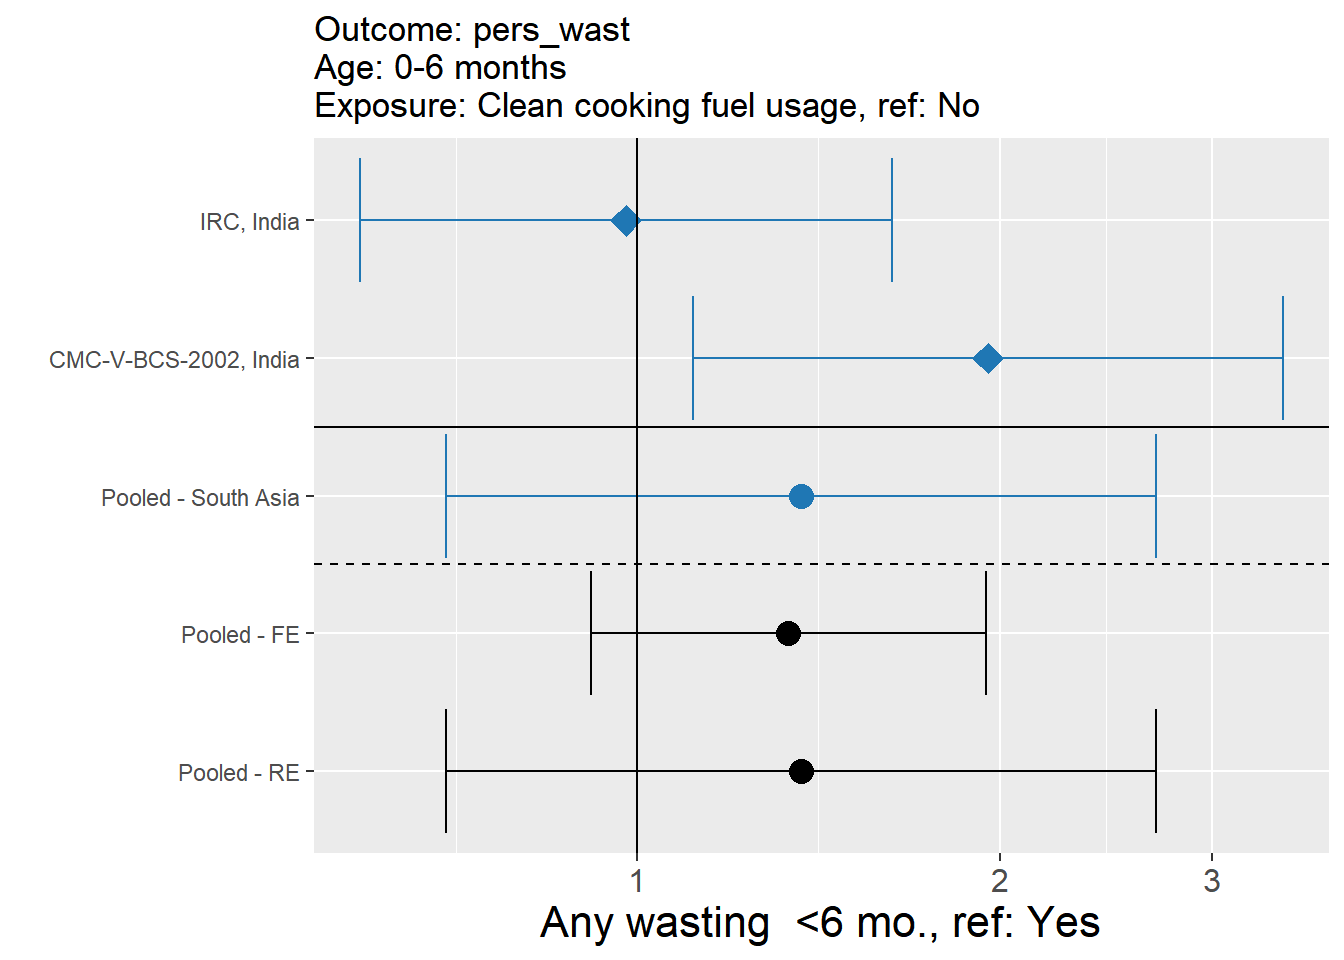 Outcome: pers_wast
Age: 0-6 months
Exposure: Clean cooking fuel usage, ref: No
IRC, India
CMC-V-BCS-2002, India
Pooled - South Asia
Pooled - FE
Pooled - RE
1 2 3
Any wasting  <6 mo., ref: Yes